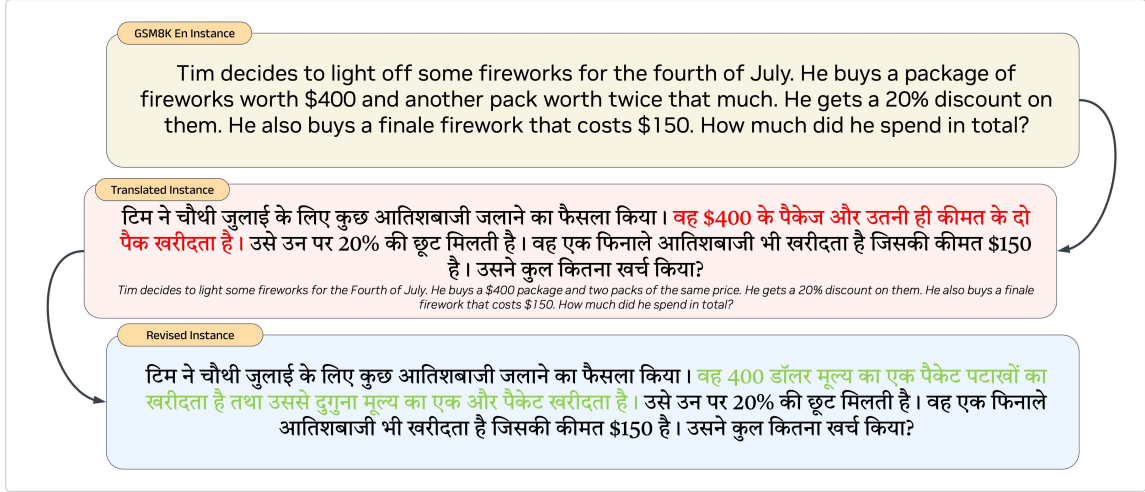 GSM8K En Instance
Tim decides to light off some fireworks for the fourth of July. He buys a package of
fireworks worth $400 and another pack worth twice that much. He gets a 20% discount on
them. He also buys a finale firework that costs $150. How much did he spend in total?
Translated Instance
टिम ने चौथी जुलाई के लिए कुछ आतिशबाजी जलाने का फैसला किया। वह $400 के पैकेज और उतनी ही कीमत के दो
पैक खरीदता है। उसे उन पर 20% की छूट मिलती है। वह एक फिनाले आतिशबाजी भी खरीदता है जिसकी कीमत $150
है। उसने कुल कितना खर्च किया?
Tim decides to light some fireworks for the Fourth of July. He buys a $400 package and two packs of the same price. He gets a 20% discount on them. He also buys a finale
firework that costs $150. How much did he spend in total?
Revised Instance
टिम ने चौथी जुलाई के लिए कुछ आतिशबाजी जलाने का फैसला किया। वह 400 डॉलर मूल्य का एक पैकेट पटाखों का
खरीदता है तथा उससे दुगुना मूल्य का एक और पैकेट खरीदता है। उसे उन पर 20% की छूट मिलती है। वह एक फिनाले
आतिशबाजी भी खरीदता है जिसकी कीमत $150 है। उसने कुल कितना खर्च किया?